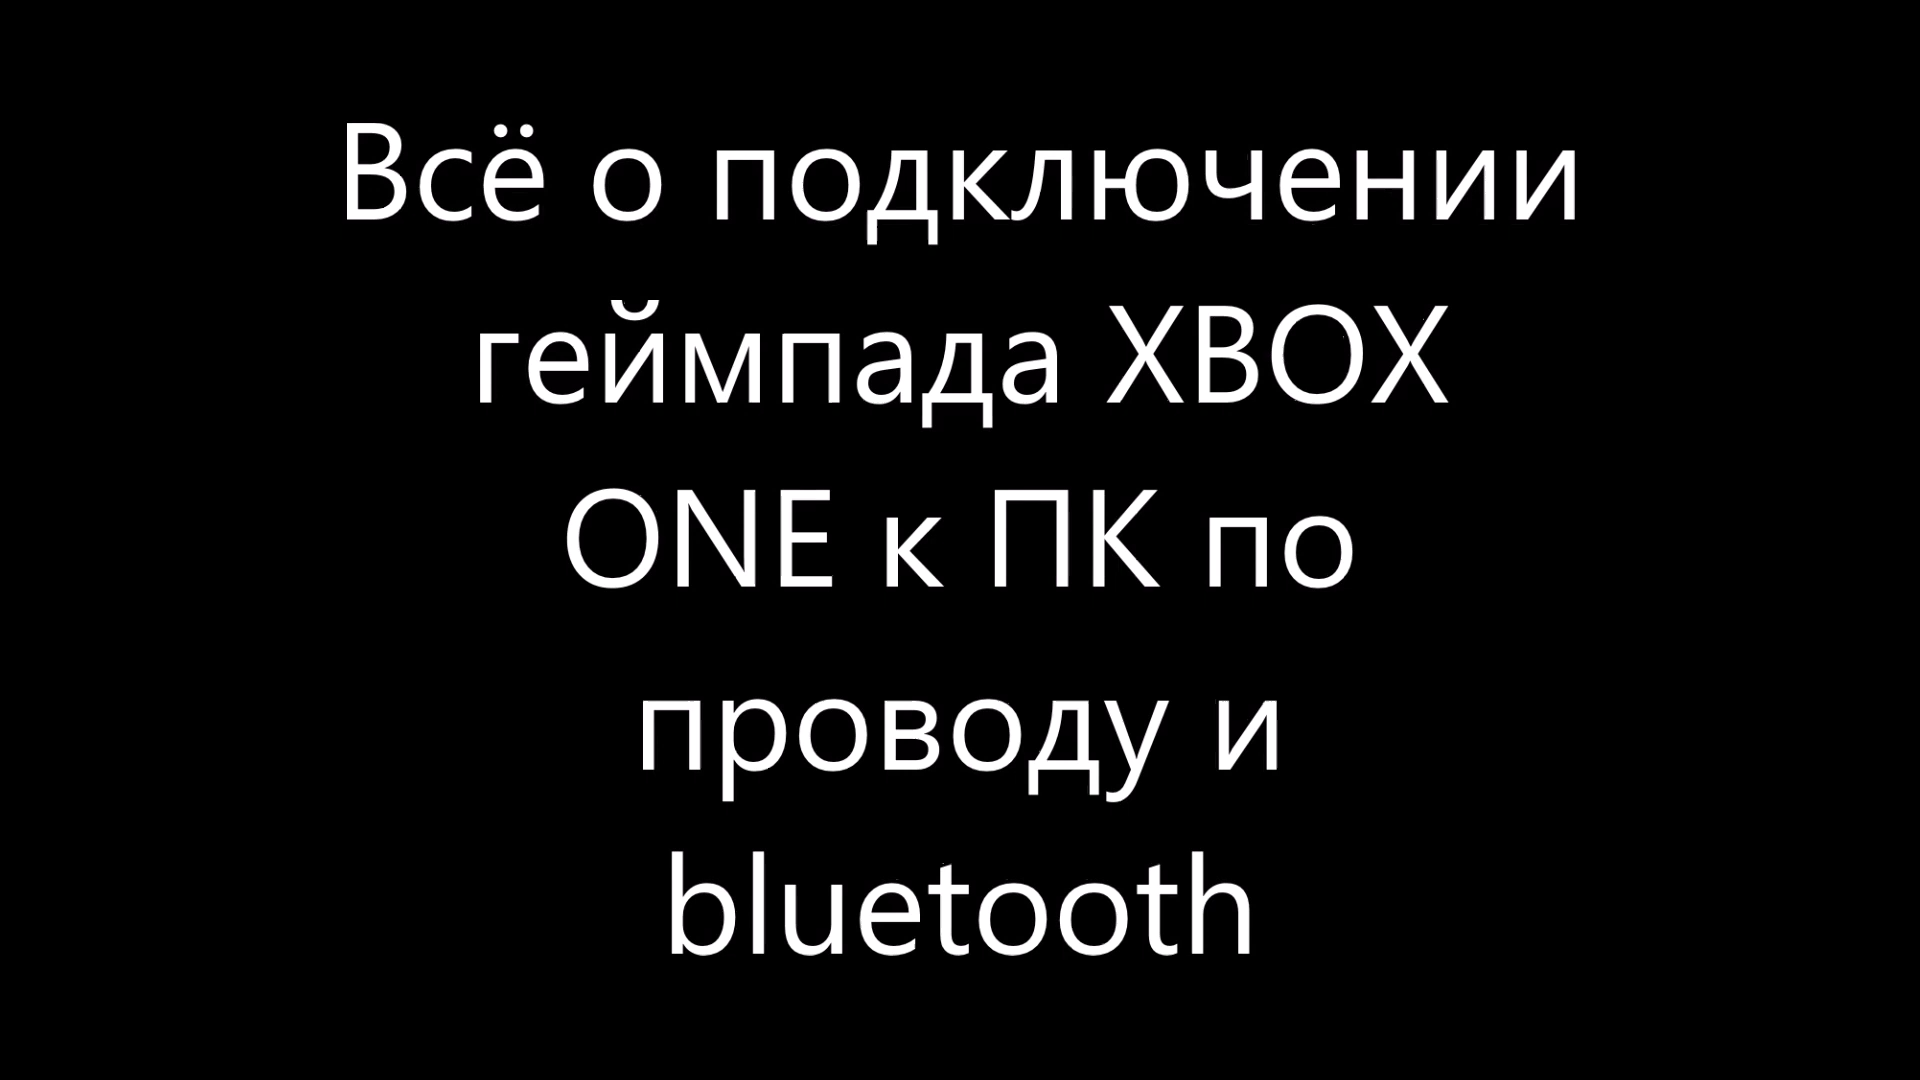 Всё о подключении
геймпада XBOX
ONE к ПК по
проводу и
bluetooth